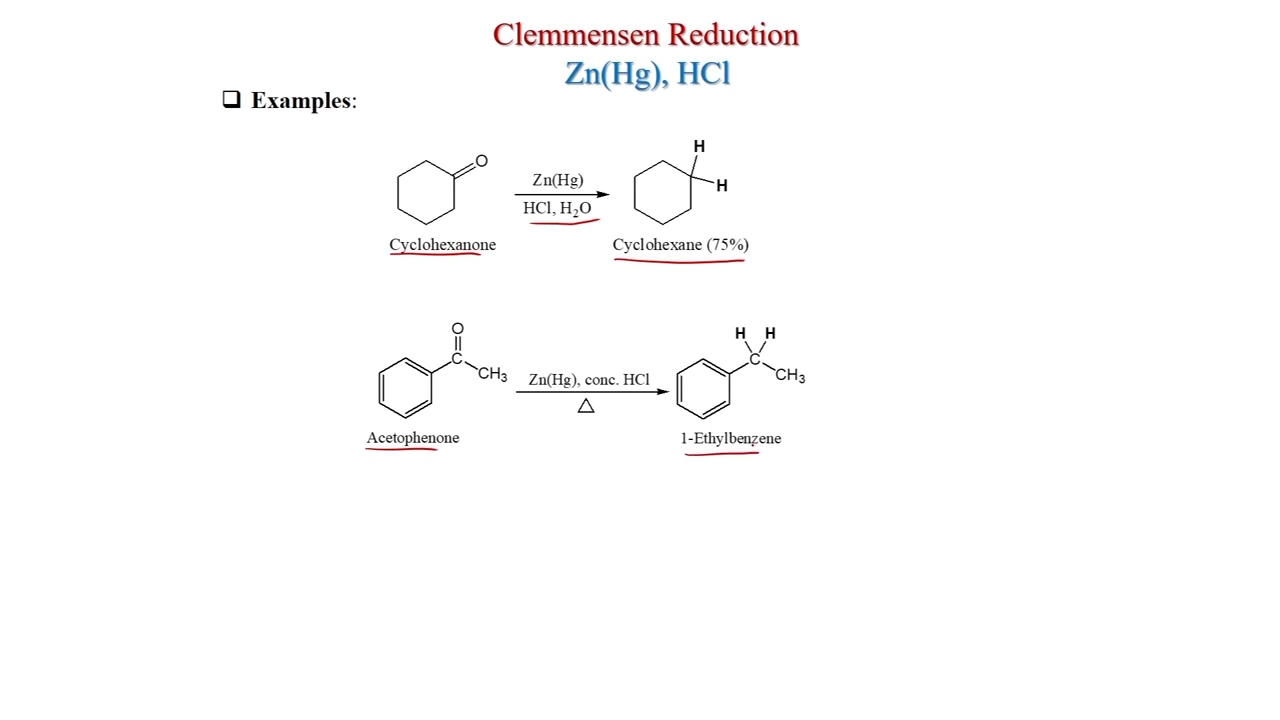 Clemmensen Reduction
Zn(Hg), HCl
❑ Examples:
H
O
Zn(Hg)
H
HCl, H₂O
Cyclohexanone
Cyclohexane (75%)
O
H H
C
C
CH₃
Zn(Hg), conc. HCl
CH₃
△
Acetophenone
1-Ethylbenzene